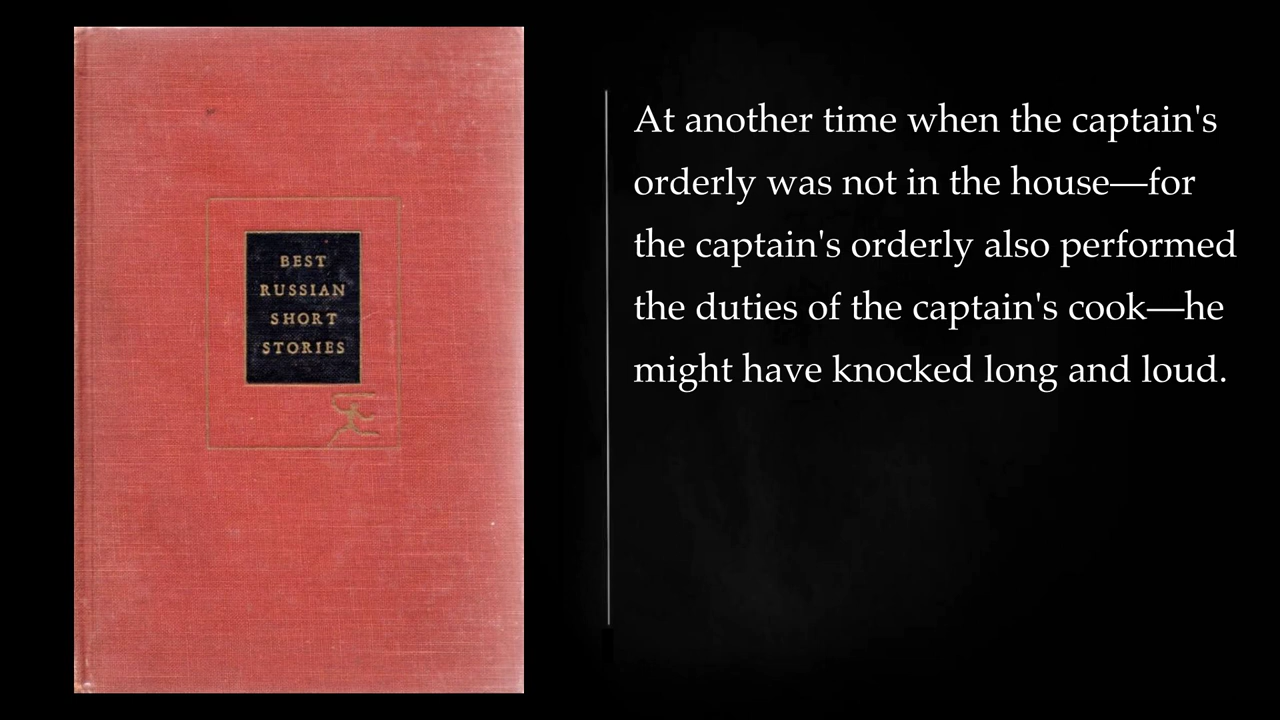 BEST
RUSSIAN
SHORT
STORIES
At another time when the captain's
orderly was not in the house—for
the captain's orderly also performed
the duties of the captain's cook—he
might have knocked long and loud.